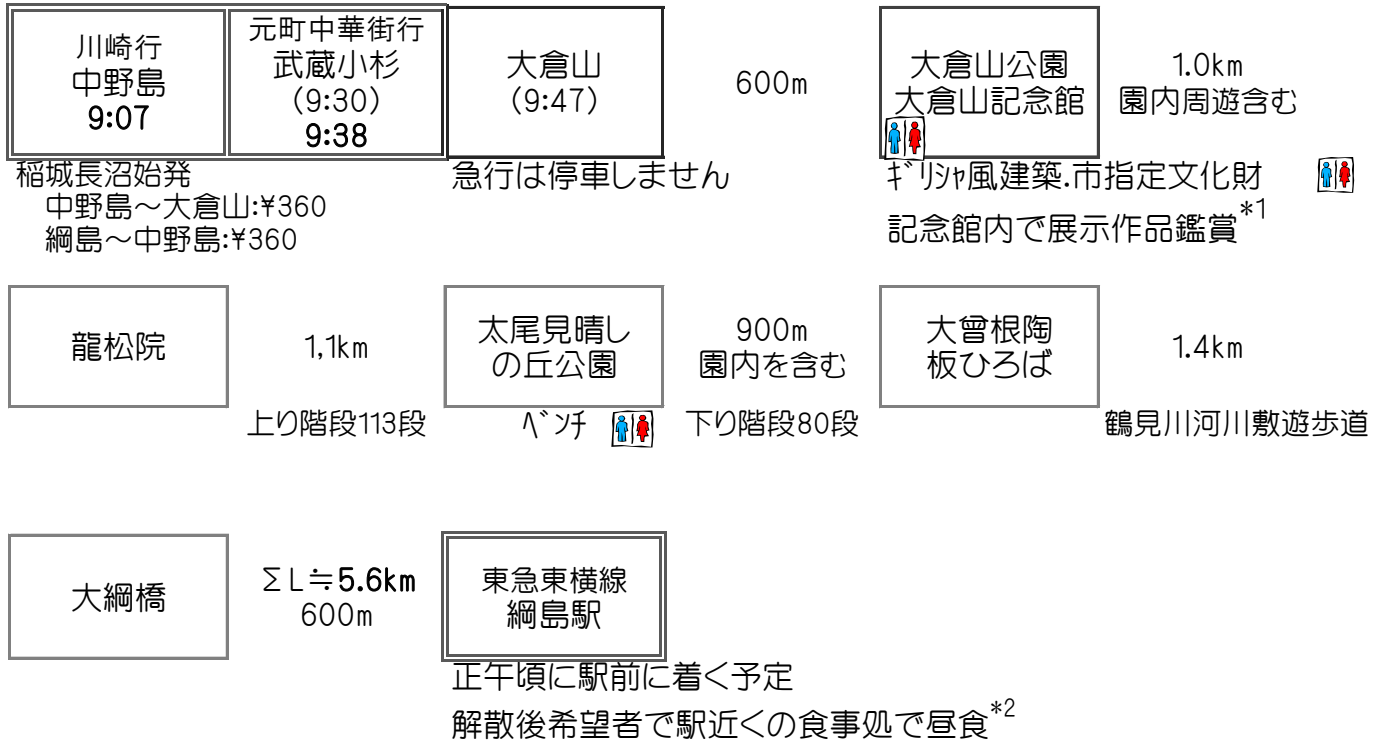 川崎行
中野島
9:07
元町中華街行
武蔵小杉
(9:30)
9:38
大倉山
(9:47)
600m
大倉山公園
大倉山記念館
1.0km
園内周遊含む
稲城長沼始発
中野島～大倉山:¥360
綱島～中野島:¥360
急行は停車しません
ｷﾞﾘｼｬ風建築.市指定文化財
記念館内で展示作品鑑賞*1
龍松院
1,1km
太尾見晴し
の丘公園
900m
園内を含む
大曾根陶
板ひろば
1.4km
上り階段113段
ﾍﾞﾝﾁ
下り階段80段
鶴見川河川敷遊歩道
大綱橋
ΣL≒5.6km
600m
東急東横線
綱島駅
正午頃に駅前に着く予定
解散後希望者で駅近くの食事処で昼食*2